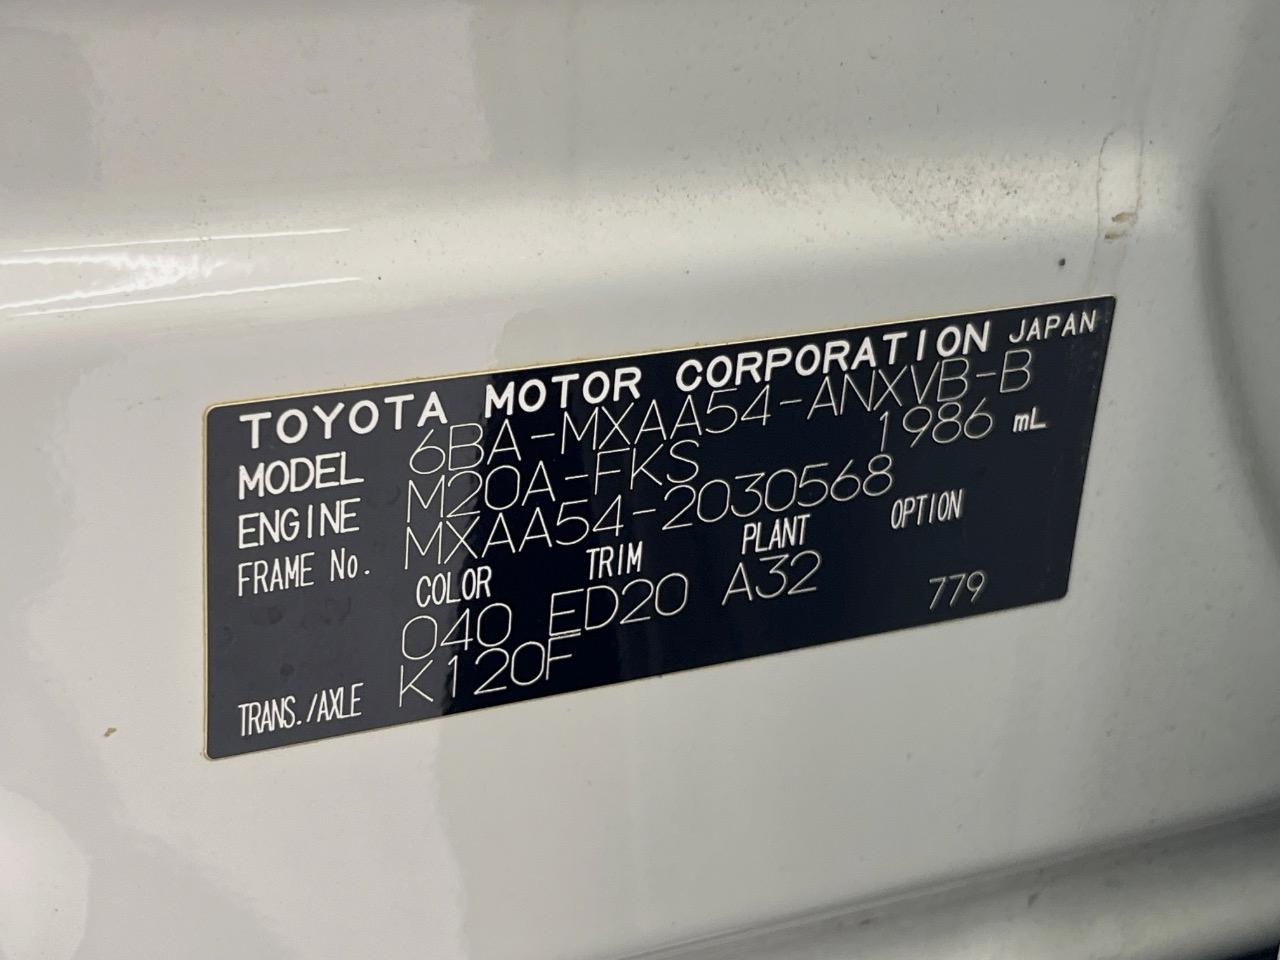 TOYOTA MOTOR CORPORATION JAPAN
MODEL 6BA-MXAA54-ANXVB-B
ENGINE M20A-FKS 1986 mL
FRAME No. MXAA54-2030568
COLOR TRIM PLANT OPTION
040 ED20 A32 779
TRANS./AXLE K120F